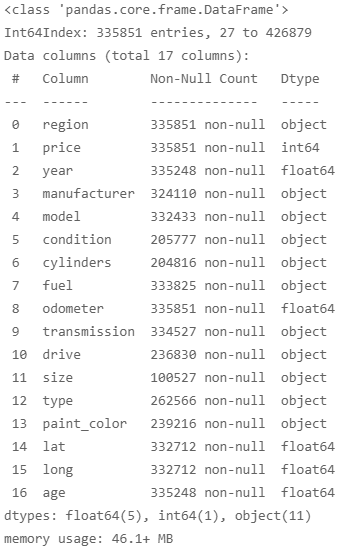 <class 'pandas.core.frame.DataFrame'>
Int64Index: 335851 entries, 27 to 426879
Data columns (total 17 columns):
 #   Column        Non-Null Count   Dtype
---  ------        --------------   -----
 0   region        335851 non-null  object
 1   price         335851 non-null  int64
 2   year          335248 non-null  float64
 3   manufacturer  324110 non-null  object
 4   model         332433 non-null  object
 5   condition     205777 non-null  object
 6   cylinders     204816 non-null  object
 7   fuel          333825 non-null  object
 8   odometer      335851 non-null  float64
 9   transmission  334527 non-null  object
 10  drive         236830 non-null  object
 11  size          100527 non-null  object
 12  type          262566 non-null  object
 13  paint_color   239216 non-null  object
 14  lat           332712 non-null  float64
 15  long          332712 non-null  float64
 16  age           335248 non-null  float64
dtypes: float64(5), int64(1), object(11)
memory usage: 46.1+ MB